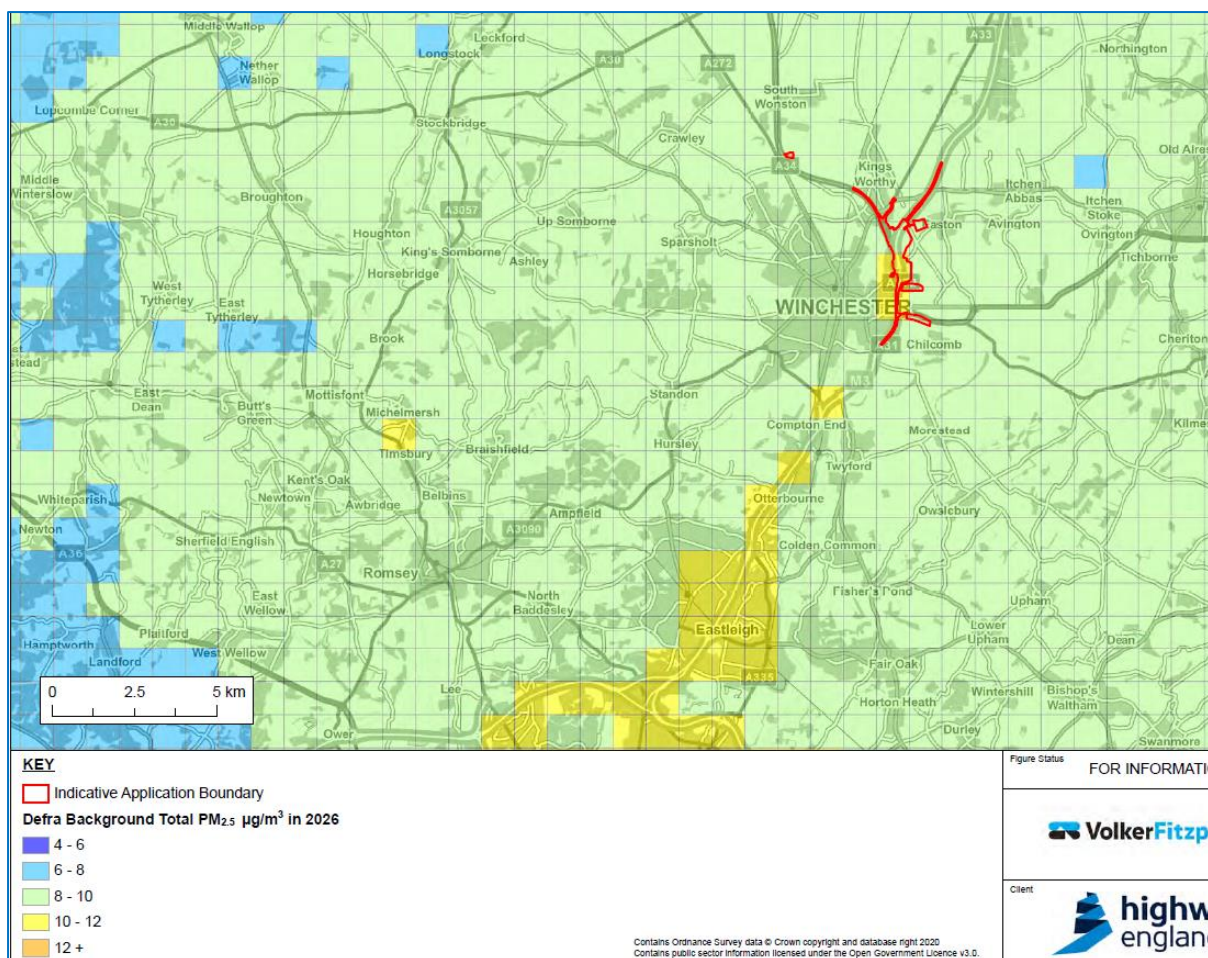 Middle Wallop
Leckford
A33
Northington
Longstock
Nether
Wallop
A30
A272
South
Wonston
Lopcombe Corner
A30
Stockbridge
Crawley
Old Alres
Middle
Winterslow
A34
Kings
Worthy
Itchen
Abbas
Broughton
A3057
Up Somborne
Itchen
Stoke
Houghton
Sparsholt
Easton
Avington
Ovington
King's Somborne
Ashley
Tichborne
Horsebridge
West
Tytherley
East
Tytherley
WINCHESTER
Brook
A31
Chilcomb
Cheriton
stead
M3
East
Dean
Butt's
Green
Mottisfont
Standon
Michelmersh
Compton End
Morestead
Kilme
Timsbury
Braishfield
Hursley
Twyford
Kent's Oak
Whiteparish
Newtown
Awbridge
Belbins
Otterbourne
Owslebury
Newton
Ampfield
A3090
A36
Sherfield English
Colden Common
A27
Romsey
East
Wellow
North
Baddesley
Fisher's Pond
Upham
Plaitford
Eastleigh
Lower
Upham
Dean
Hamptworth
Landford
West Wellow
Fair Oak
A335
Lee
Wintershill
Bishop's
Waltham
Horton Heath
0 2.5 5 km
Ower
Durley
Swanmore
KEY
Indicative Application Boundary
Defra Background Total PM2.5 µg/m³ in 2026
4 - 6
6 - 8
8 - 10
10 - 12
12 +
Contains Ordnance Survey data © Crown copyright and database right 2020
Contains public sector information licensed under the Open Government Licence v3.0.
Figure Status
FOR INFORMATI
VolkerFitzp
Client
highw
england